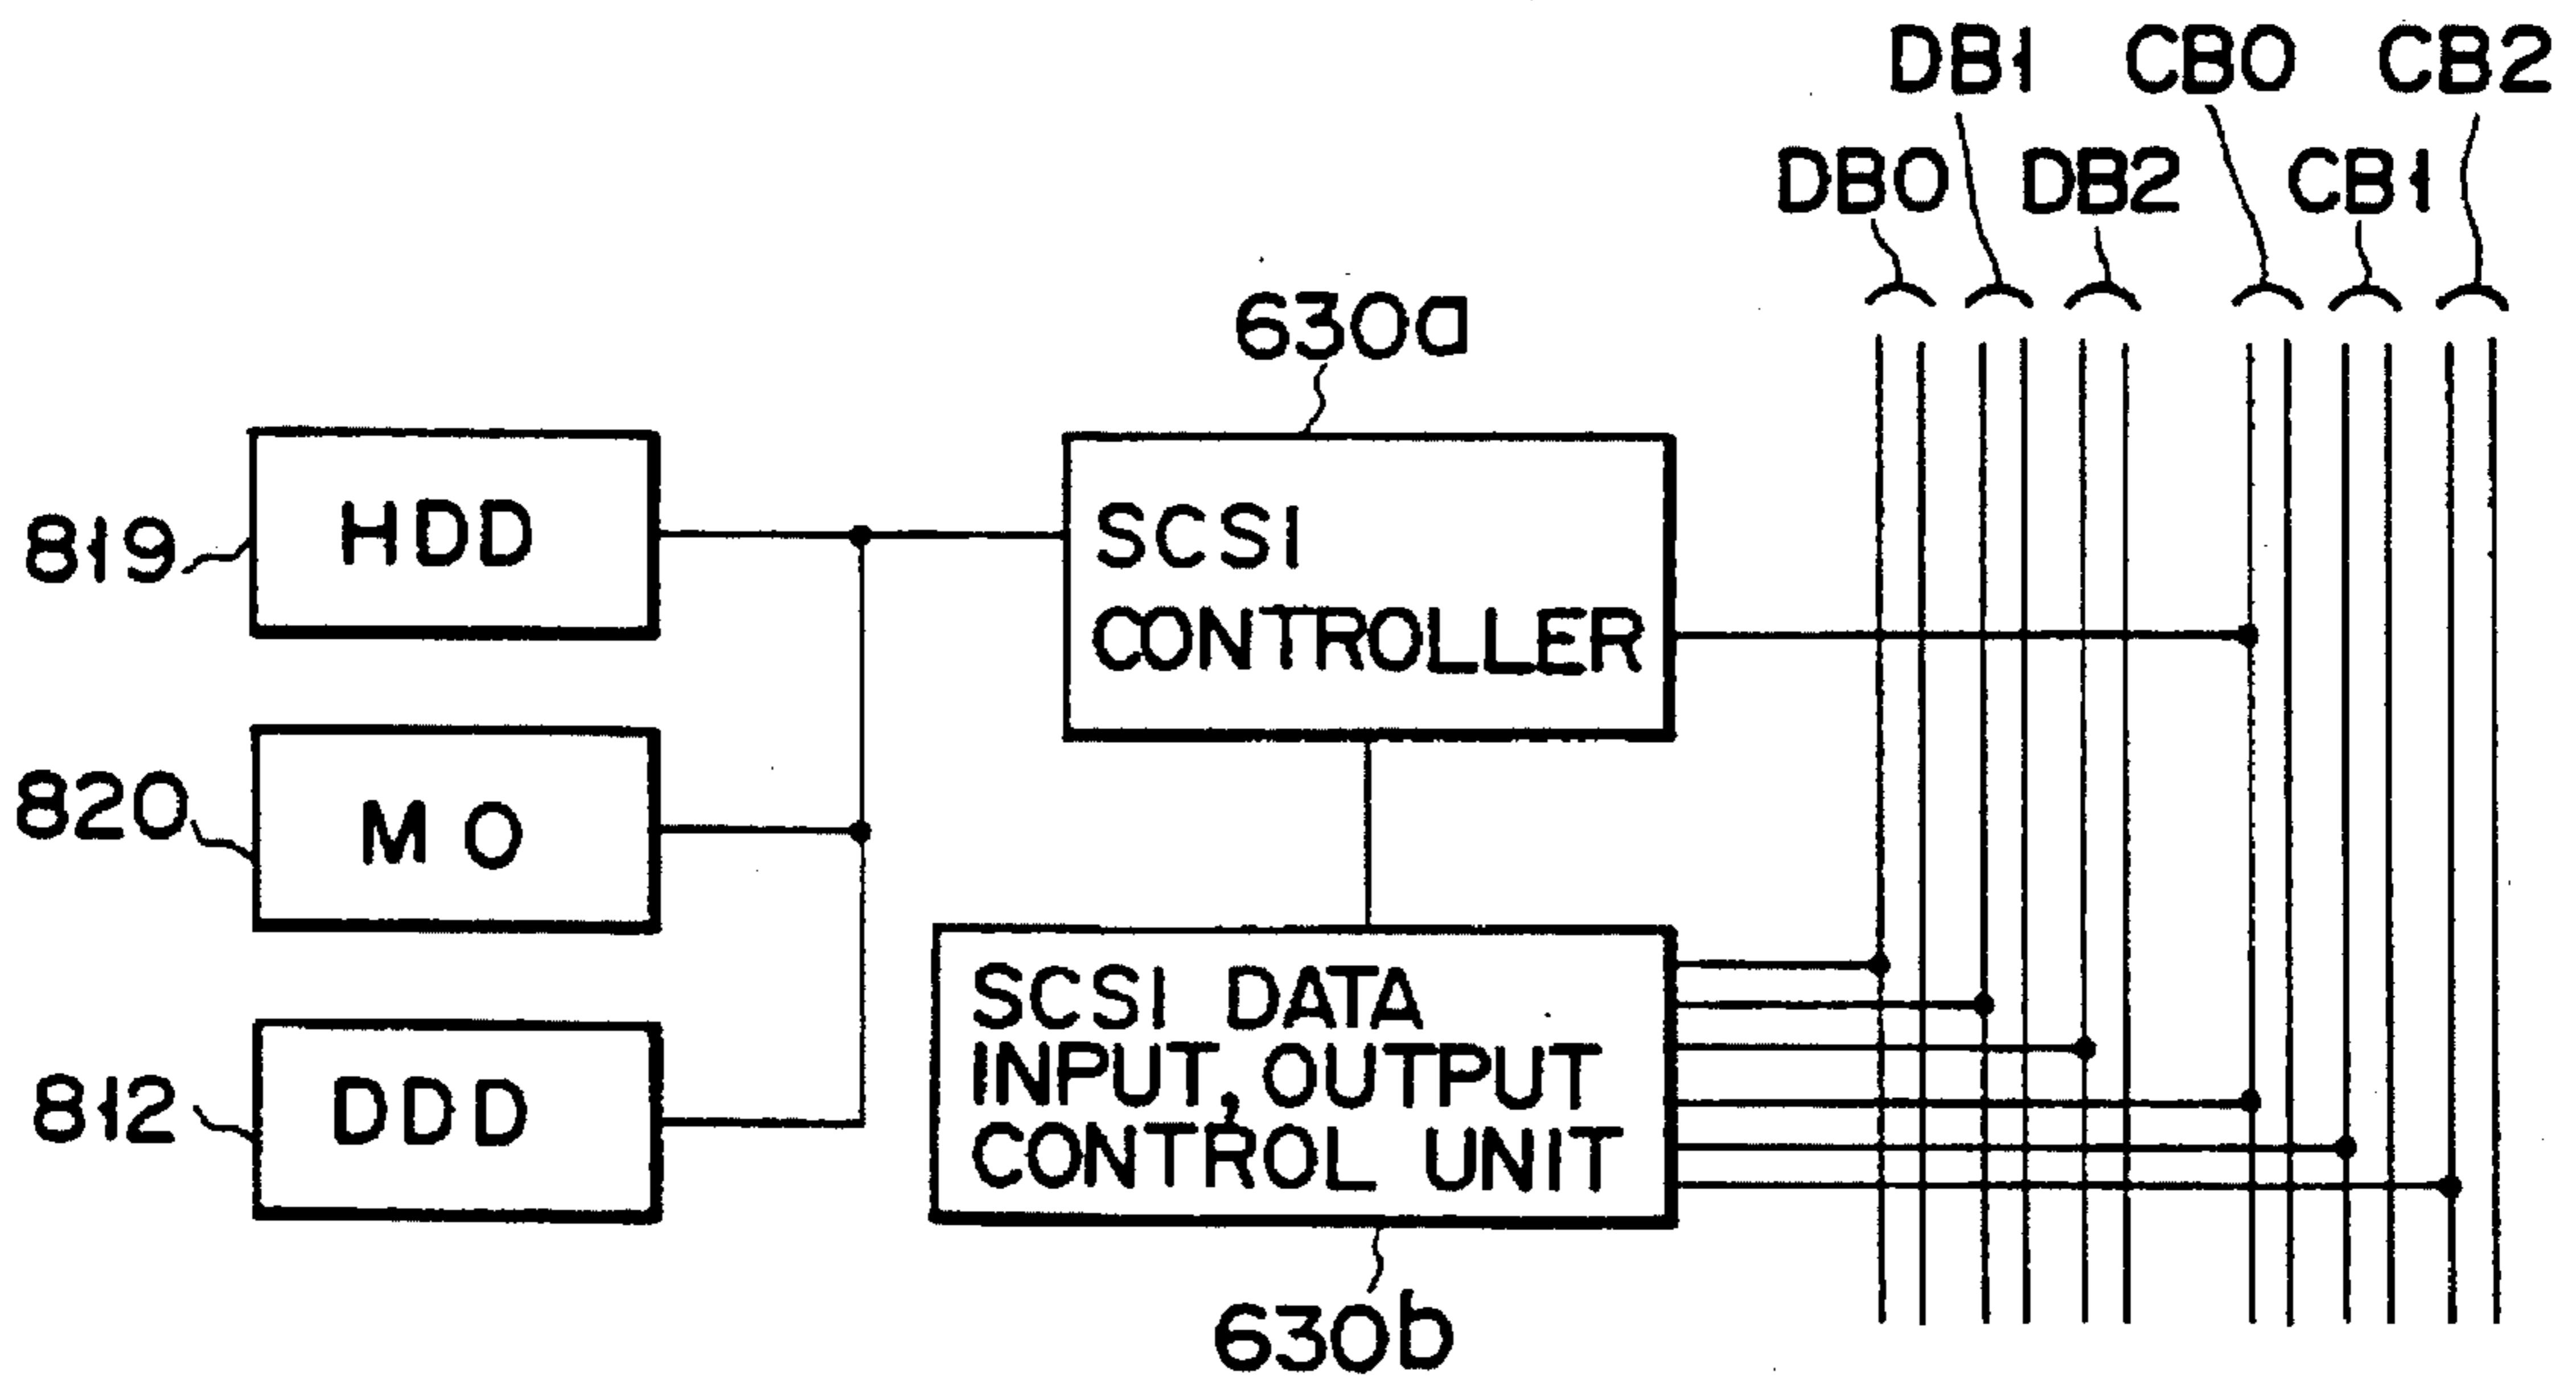 DB1 CB0 CB2
DB0 DB2 CB1
630a
819
HDD
SCSI
CONTROLLER
820
MO
812
DDD
SCSI DATA
INPUT, OUTPUT
CONTROL UNIT
630b